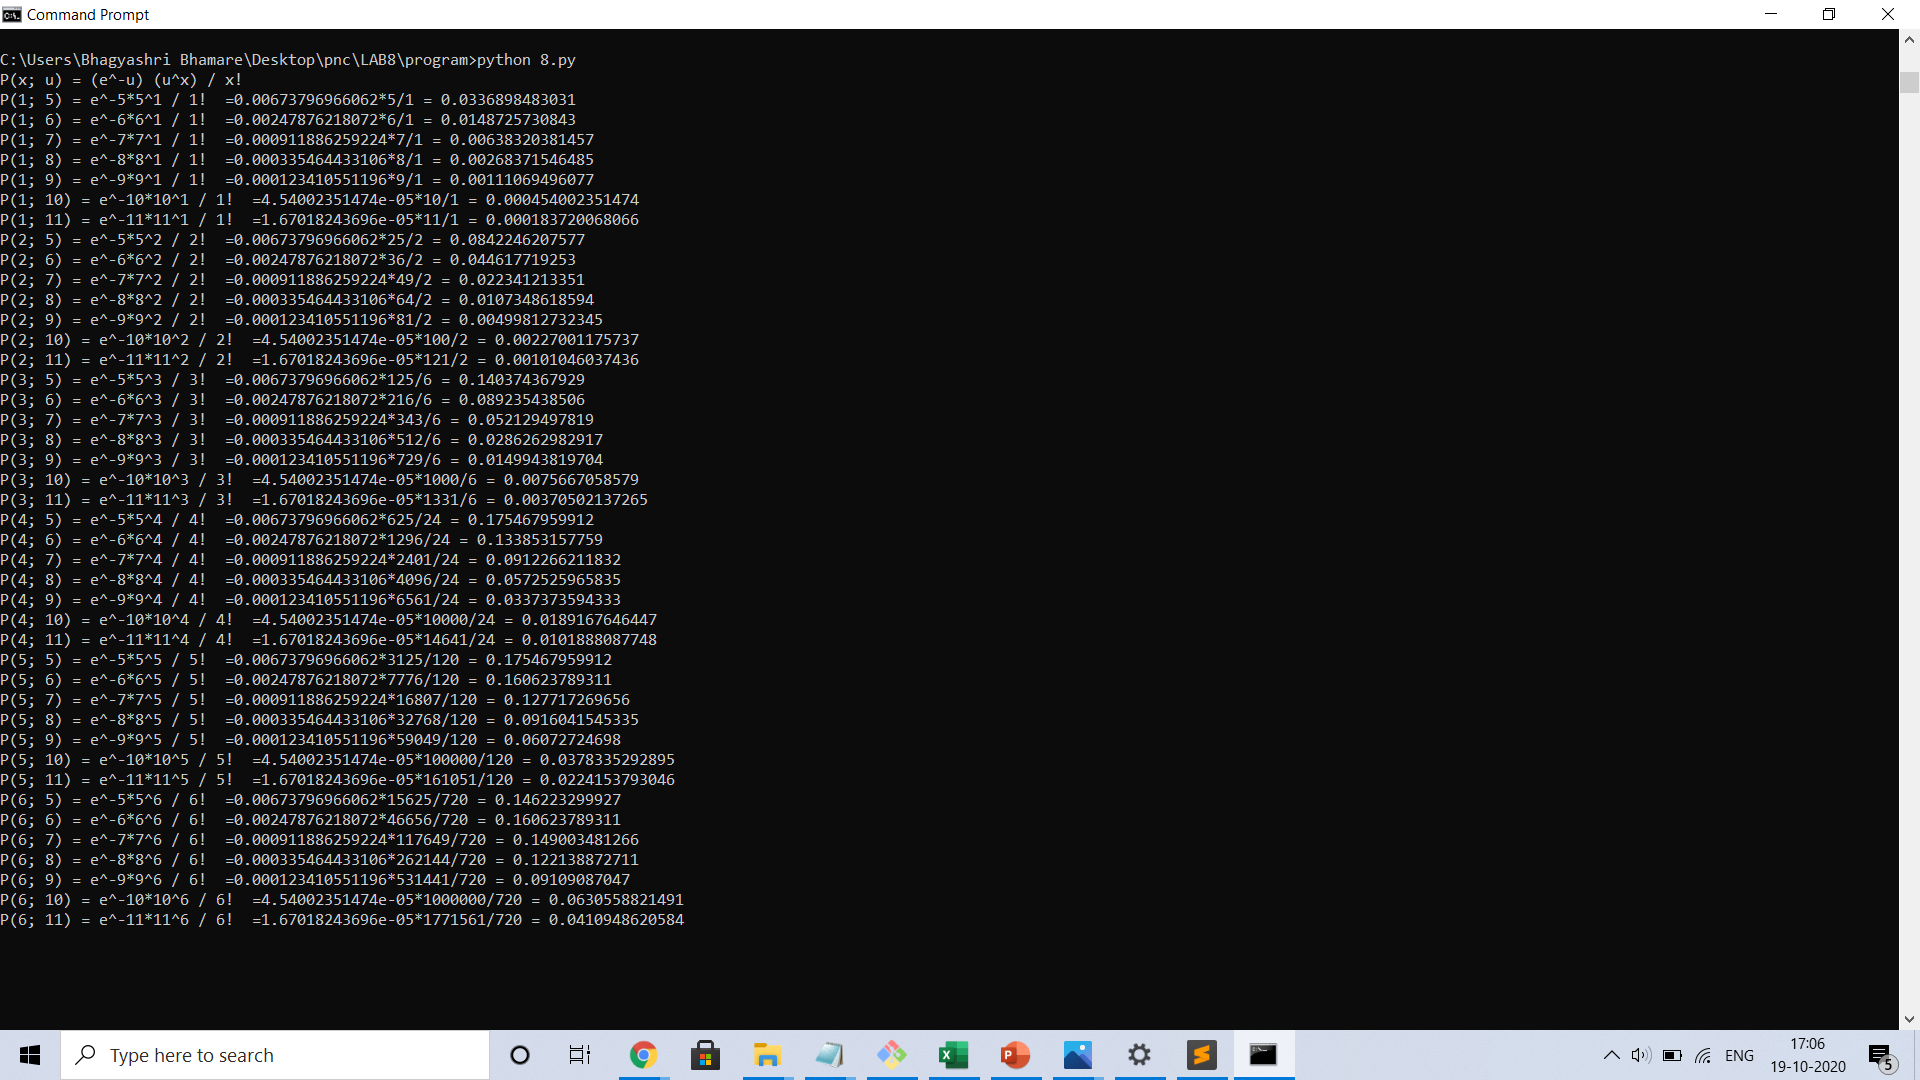 Command Prompt
C:\Users\Bhagyashri Bhamare\Desktop\pnc\LAB8\program>python 8.py
P(x; u) = (e^-u) (u^x) / x!
P(1; 5) = e^-5*5^1 / 1!  =0.00673796966062*5/1 = 0.0336898483031
P(1; 6) = e^-6*6^1 / 1!  =0.00247876218072*6/1 = 0.0148725730843
P(1; 7) = e^-7*7^1 / 1!  =0.000911886259224*7/1 = 0.00638320381457
P(1; 8) = e^-8*8^1 / 1!  =0.000335464433106*8/1 = 0.00268371546485
P(1; 9) = e^-9*9^1 / 1!  =0.000123410551196*9/1 = 0.00111069496077
P(1; 10) = e^-10*10^1 / 1!  =4.54002351474e-05*10/1 = 0.000454002351474
P(1; 11) = e^-11*11^1 / 1!  =1.67018243696e-05*11/1 = 0.000183720068066
P(2; 5) = e^-5*5^2 / 2!  =0.00673796966062*25/2 = 0.0842246207577
P(2; 6) = e^-6*6^2 / 2!  =0.00247876218072*36/2 = 0.044617719253
P(2; 7) = e^-7*7^2 / 2!  =0.000911886259224*49/2 = 0.022341213351
P(2; 8) = e^-8*8^2 / 2!  =0.000335464433106*64/2 = 0.0107348618594
P(2; 9) = e^-9*9^2 / 2!  =0.000123410551196*81/2 = 0.00499812732345
P(2; 10) = e^-10*10^2 / 2!  =4.54002351474e-05*100/2 = 0.00227001175737
P(2; 11) = e^-11*11^2 / 2!  =1.67018243696e-05*121/2 = 0.00101046037436
P(3; 5) = e^-5*5^3 / 3!  =0.00673796966062*125/6 = 0.140374367929
P(3; 6) = e^-6*6^3 / 3!  =0.00247876218072*216/6 = 0.089235438506
P(3; 7) = e^-7*7^3 / 3!  =0.000911886259224*343/6 = 0.052129497819
P(3; 8) = e^-8*8^3 / 3!  =0.000335464433106*512/6 = 0.0286262982917
P(3; 9) = e^-9*9^3 / 3!  =0.000123410551196*729/6 = 0.0149943819704
P(3; 10) = e^-10*10^3 / 3!  =4.54002351474e-05*1000/6 = 0.0075667058579
P(3; 11) = e^-11*11^3 / 3!  =1.67018243696e-05*1331/6 = 0.00370502137265
P(4; 5) = e^-5*5^4 / 4!  =0.00673796966062*625/24 = 0.175467959912
P(4; 6) = e^-6*6^4 / 4!  =0.00247876218072*1296/24 = 0.133853157759
P(4; 7) = e^-7*7^4 / 4!  =0.000911886259224*2401/24 = 0.0912266211832
P(4; 8) = e^-8*8^4 / 4!  =0.000335464433106*4096/24 = 0.0572525965835
P(4; 9) = e^-9*9^4 / 4!  =0.000123410551196*6561/24 = 0.0337373594333
P(4; 10) = e^-10*10^4 / 4!  =4.54002351474e-05*10000/24 = 0.0189167646447
P(4; 11) = e^-11*11^4 / 4!  =1.67018243696e-05*14641/24 = 0.0101888087748
P(5; 5) = e^-5*5^5 / 5!  =0.00673796966062*3125/120 = 0.175467959912
P(5; 6) = e^-6*6^5 / 5!  =0.00247876218072*7776/120 = 0.160623789311
P(5; 7) = e^-7*7^5 / 5!  =0.000911886259224*16807/120 = 0.127717269656
P(5; 8) = e^-8*8^5 / 5!  =0.000335464433106*32768/120 = 0.0916041545335
P(5; 9) = e^-9*9^5 / 5!  =0.000123410551196*59049/120 = 0.06072724698
P(5; 10) = e^-10*10^5 / 5!  =4.54002351474e-05*100000/120 = 0.0378335292895
P(5; 11) = e^-11*11^5 / 5!  =1.67018243696e-05*161051/120 = 0.0224153793046
P(6; 5) = e^-5*5^6 / 6!  =0.00673796966062*15625/720 = 0.146223299927
P(6; 6) = e^-6*6^6 / 6!  =0.00247876218072*46656/720 = 0.160623789311
P(6; 7) = e^-7*7^6 / 6!  =0.000911886259224*117649/720 = 0.149003481266
P(6; 8) = e^-8*8^6 / 6!  =0.000335464433106*262144/720 = 0.122138872711
P(6; 9) = e^-9*9^6 / 6!  =0.000123410551196*531441/720 = 0.09109087047
P(6; 10) = e^-10*10^6 / 6!  =4.54002351474e-05*1000000/720 = 0.0630558821491
P(6; 11) = e^-11*11^6 / 6!  =1.67018243696e-05*1771561/720 = 0.0410948620584
Type here to search
ENG
17:06
19-10-2020
5